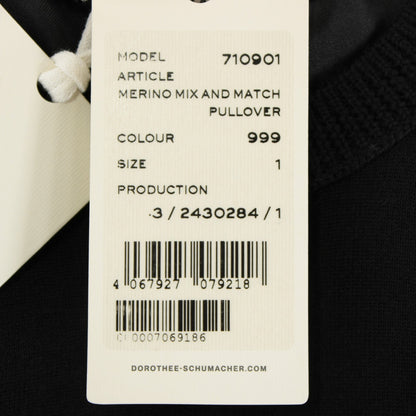 MODEL 710901
ARTICLE
MERINO MIX AND MATCH
PULLOVER
COLOUR 999
SIZE 1
PRODUCTION
.3 / 2430284 / 1
4 067927 079218
0007069186
DOROTHEE-SCHUMACHER.COM